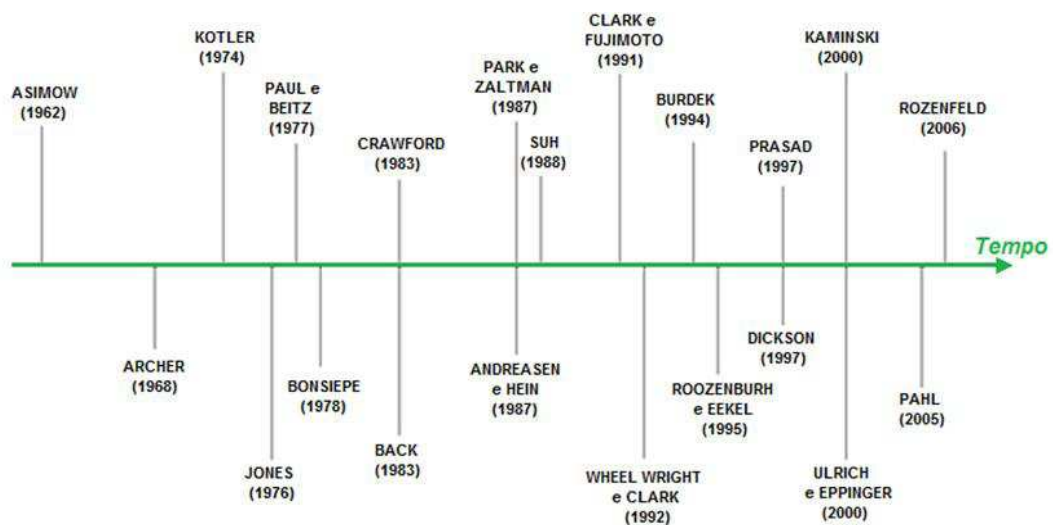 ASIMOW
(1962)
KOTLER
(1974)
PAUL e
BEITZ
(1977)
CRAWFORD
(1983)
PARK e
ZALTMAN
(1987)
SUH
(1988)
CLARK e
FUJIMOTO
(1991)
BURDEK
(1994)
PRASAD
(1997)
KAMINSKI
(2000)
ROZENFELD
(2006)
Tempo
ARCHER
(1968)
JONES
(1976)
BONSIEPE
(1978)
BACK
(1983)
ANDREASEN
e HEIN
(1987)
WHEEL WRIGHT
e CLARK
(1992)
ROOZENBURH
e EEKEL
(1995)
DICKSON
(1997)
ULRICH
e EPPINGER
(2000)
PAHL
(2005)